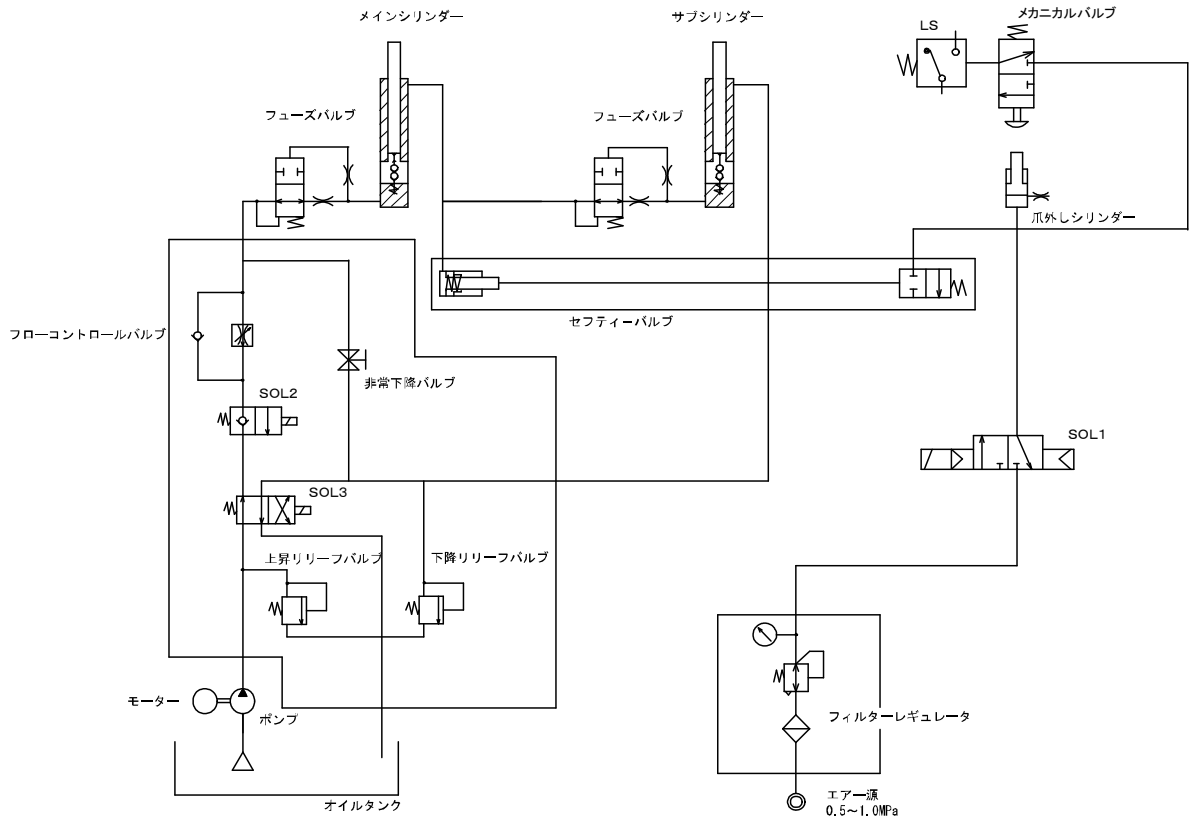 メインシリンダー
サブシリンダー
LS
メカニカルバルブ
フューズバルブ
フューズバルブ
爪外しシリンダー
セフティーバルブ
フローコントロールバルブ
非常下降バルブ
SOL2
SOL1
SOL3
上昇リリーフバルブ
下降リリーフバルブ
モーター
ポンプ
フィルターレギュレータ
オイルタンク
エアー源
0.5～1.0MPa